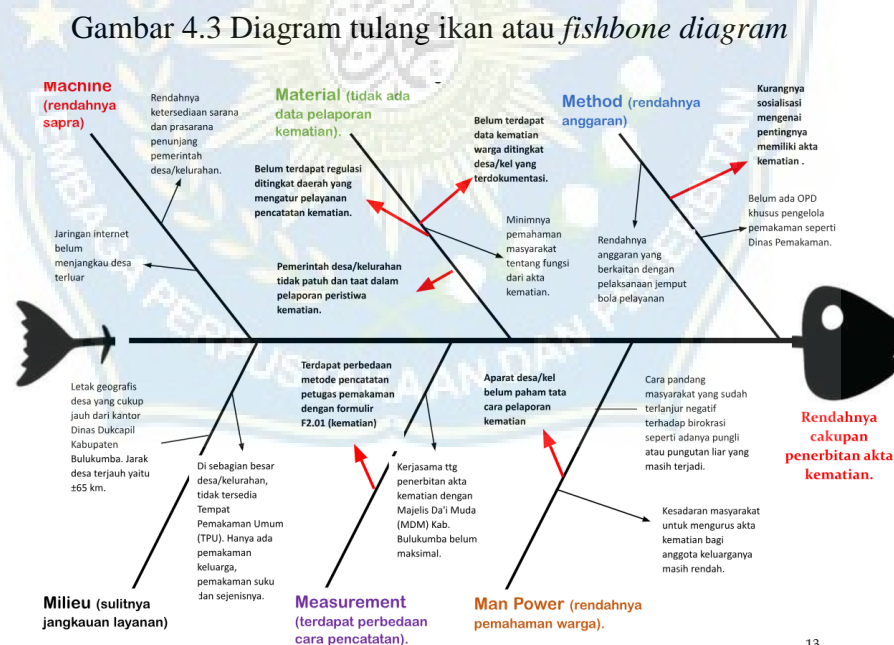 Gambar 4.3 Diagram tulang ikan atau fishbone diagram
Machine
(rendahnya
sapra)
Rendahnya
ketersediaan sarana
dan prasarana
penunjang
pemerintah
desa/kelurahan.
Jaringan internet
belum
menjangkau desa
terluar
Material (tidak ada
data pelaporan
kematian).
Belum terdapat regulasi
ditingkat daerah yang
mengatur pelayanan
pencatatan kematian.
Pemerintah desa/kelurahan
tidak patuh dan taat dalam
pelaporan peristiwa
kematian.
Belum terdapat
data kematian
warga ditingkat
desa/kel yang
terdokumentasi.
Minimnya
pemahaman
masyarakat
tentang fungsi
dari akta
kematian.
Method (rendahnya
anggaran)
Rendahnya
anggaran yang
berkaitan dengan
pelaksanaan jemput
bola pelayanan
Kurangnya
sosialisasi
mengenai
pentingnya
memiliki akta
kematian .
Belum ada OPD
khusus pengelola
pemakaman seperti
Dinas Pemakaman.
Letak geografis
desa yang cukup
jauh dari kantor
Dinas Dukcapil
Kabupaten
Bulukumba. Jarak
desa terjauh yaitu
±65 km.
Di sebagian besar
desa/kelurahan,
tidak tersedia
Tempat
Pemakaman Umum
(TPU). Hanya ada
pemakaman
keluarga,
pemakaman suku
dan sejenisnya.
Milieu (sulitnya
jangkauan layanan)
Terdapat perbedaan
metode pencatatan
petugas pemakaman
dengan formulir
F2.01 (kematian)
Kerjasama ttg
penerbitan akta
kematian dengan
Majelis Da'i Muda
(MDM) Kab.
Bulukumba belum
maksimal.
Measurement
(terdapat perbedaan
cara pencatatan).
Aparat desa/kel
belum paham tata
cara pelaporan
kematian
Cara pandang
masyarakat yang sudah
terlanjur negatif
terhadap birokrasi
seperti adanya pungli
atau pungutan liar yang
masih terjadi.
Kesadaran masyarakat
untuk mengurus akta
kematian bagi
anggota keluarganya
masih rendah.
Man Power (rendahnya
pemahaman warga).
Rendahnya
cakupan
penerbitan akta
kematian.
13